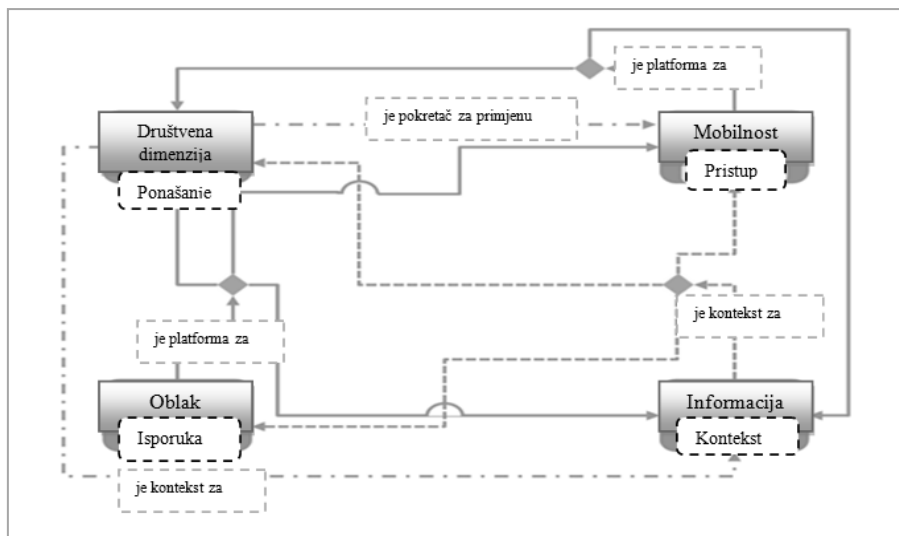 je platforma za
je pokretač za primjenu
Društvena
dimenzija
Ponašanje
Mobilnost
Pristup
je kontekst za
je platforma za
Oblak
Isporuka
Informacija
Kontekst
je kontekst za